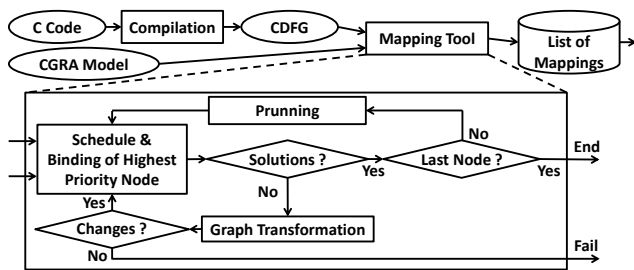 C Code
Compilation
CDFG
Mapping Tool
List of
Mappings
CGRA Model
Prunning
No
Schedule &
Binding of Highest
Priority Node
Solutions ?
Yes
Last Node ?
Yes
End
No
Yes
Changes ?
Graph Transformation
No
Fail